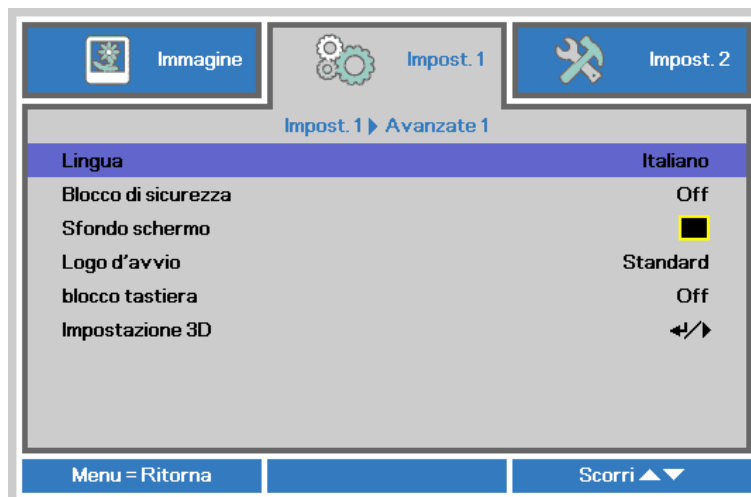 Immagine
Impost. 1
Impost. 2
Impost. 1 ▶ Avanzate 1
Lingua Italiano
Blocco di sicurezza Off
Sfondo schermo
Logo d'avvio Standard
blocco tastiera Off
Impostazione 3D ↵/▶
Menu = Ritorna Scorri ▲▼